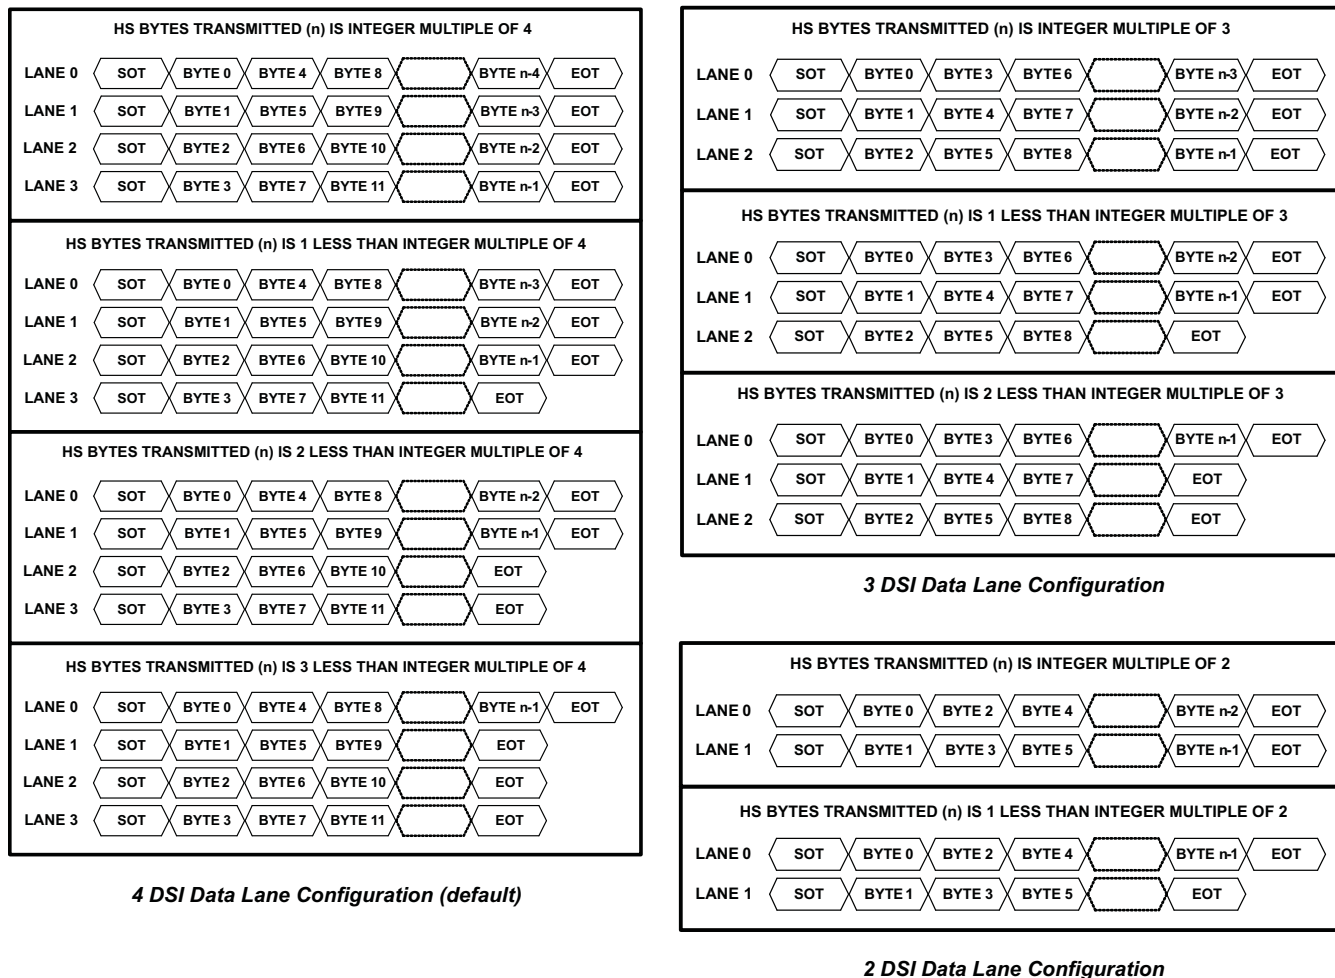 HS BYTES TRANSMITTED (n) IS INTEGER MULTIPLE OF 4
LANE 0 SOT BYTE 0 BYTE 4 BYTE 8 BYTE n-4 EOT
LANE 1 SOT BYTE 1 BYTE 5 BYTE 9 BYTE n-3 EOT
LANE 2 SOT BYTE 2 BYTE 6 BYTE 10 BYTE n-2 EOT
LANE 3 SOT BYTE 3 BYTE 7 BYTE 11 BYTE n-1 EOT
HS BYTES TRANSMITTED (n) IS 1 LESS THAN INTEGER MULTIPLE OF 4
LANE 0 SOT BYTE 0 BYTE 4 BYTE 8 BYTE n-3 EOT
LANE 1 SOT BYTE 1 BYTE 5 BYTE 9 BYTE n-2 EOT
LANE 2 SOT BYTE 2 BYTE 6 BYTE 10 BYTE n-1 EOT
LANE 3 SOT BYTE 3 BYTE 7 BYTE 11 EOT
HS BYTES TRANSMITTED (n) IS 2 LESS THAN INTEGER MULTIPLE OF 4
LANE 0 SOT BYTE 0 BYTE 4 BYTE 8 BYTE n-2 EOT
LANE 1 SOT BYTE 1 BYTE 5 BYTE 9 BYTE n-1 EOT
LANE 2 SOT BYTE 2 BYTE 6 BYTE 10 EOT
LANE 3 SOT BYTE 3 BYTE 7 BYTE 11 EOT
HS BYTES TRANSMITTED (n) IS 3 LESS THAN INTEGER MULTIPLE OF 4
LANE 0 SOT BYTE 0 BYTE 4 BYTE 8 BYTE n-1 EOT
LANE 1 SOT BYTE 1 BYTE 5 BYTE 9 EOT
LANE 2 SOT BYTE 2 BYTE 6 BYTE 10 EOT
LANE 3 SOT BYTE 3 BYTE 7 BYTE 11 EOT
4 DSI Data Lane Configuration (default)
HS BYTES TRANSMITTED (n) IS INTEGER MULTIPLE OF 3
LANE 0 SOT BYTE 0 BYTE 3 BYTE 6 BYTE n-3 EOT
LANE 1 SOT BYTE 1 BYTE 4 BYTE 7 BYTE n-2 EOT
LANE 2 SOT BYTE 2 BYTE 5 BYTE 8 BYTE n-1 EOT
HS BYTES TRANSMITTED (n) IS 1 LESS THAN INTEGER MULTIPLE OF 3
LANE 0 SOT BYTE 0 BYTE 3 BYTE 6 BYTE n-2 EOT
LANE 1 SOT BYTE 1 BYTE 4 BYTE 7 BYTE n-1 EOT
LANE 2 SOT BYTE 2 BYTE 5 BYTE 8 EOT
HS BYTES TRANSMITTED (n) IS 2 LESS THAN INTEGER MULTIPLE OF 3
LANE 0 SOT BYTE 0 BYTE 3 BYTE 6 BYTE n-1 EOT
LANE 1 SOT BYTE 1 BYTE 4 BYTE 7 EOT
LANE 2 SOT BYTE 2 BYTE 5 BYTE 8 EOT
3 DSI Data Lane Configuration
HS BYTES TRANSMITTED (n) IS INTEGER MULTIPLE OF 2
LANE 0 SOT BYTE 0 BYTE 2 BYTE 4 BYTE n-2 EOT
LANE 1 SOT BYTE 1 BYTE 3 BYTE 5 BYTE n-1 EOT
HS BYTES TRANSMITTED (n) IS 1 LESS THAN INTEGER MULTIPLE OF 2
LANE 0 SOT BYTE 0 BYTE 2 BYTE 4 BYTE n-1 EOT
LANE 1 SOT BYTE 1 BYTE 3 BYTE 5 EOT
2 DSI Data Lane Configuration